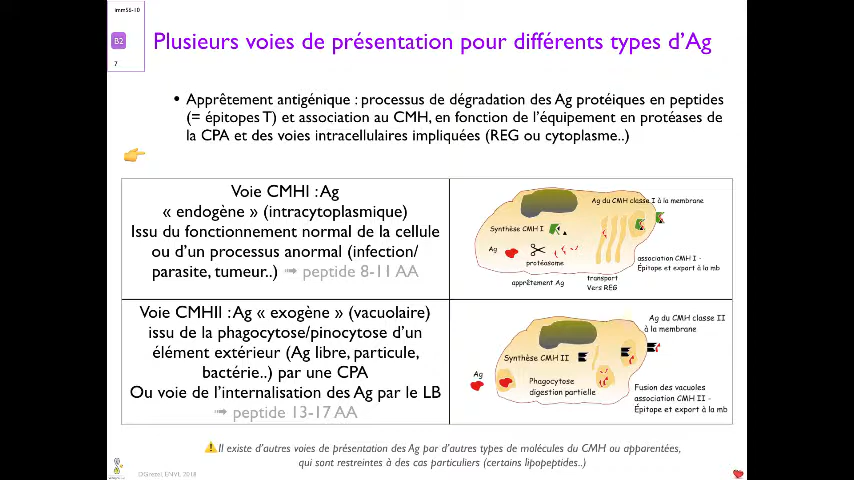 immS6-10
B2
7
Plusieurs voies de présentation pour différents types d'Ag
• Apprêtement antigénique : processus de dégradation des Ag protéiques en peptides
(= épitopes T) et association au CMH, en fonction de l'équipement en protéases de
la CPA et des voies intracellulaires impliquées (REG ou cytoplasme..)
Voie CMHI : Ag
« endogène » (intracytoplasmique)
Issu du fonctionnement normal de la cellule
ou d'un processus anormal (infection/
parasite, tumeur..) ➟ peptide 8-11 AA
Ag du CMH classe I à la membrane
Synthèse CMH I
Ag
protéasome
apprêtement Ag
transport
Vers REG
association CMH I -
Épitope et export à la mb
Voie CMHII : Ag « exogène » (vacuolaire)
issu de la phagocytose/pinocytose d'un
élément extérieur (Ag libre, particule,
bactérie..) par une CPA
Ou voie de l'internalisation des Ag par le LB
➟ peptide 13-17 AA
Ag du CMH classe II
à la membrane
Synthèse CMH II
Ag
Phagocytose
digestion partielle
Fusion des vacuoles
association CMH II -
Épitope et export à la mb
Il existe d'autres voies de présentation des Ag par d'autres types de molécules du CMH ou apparentées,
qui sont restreintes à des cas particuliers (certains lipopeptides..)
©Grezel, ENVL 2018